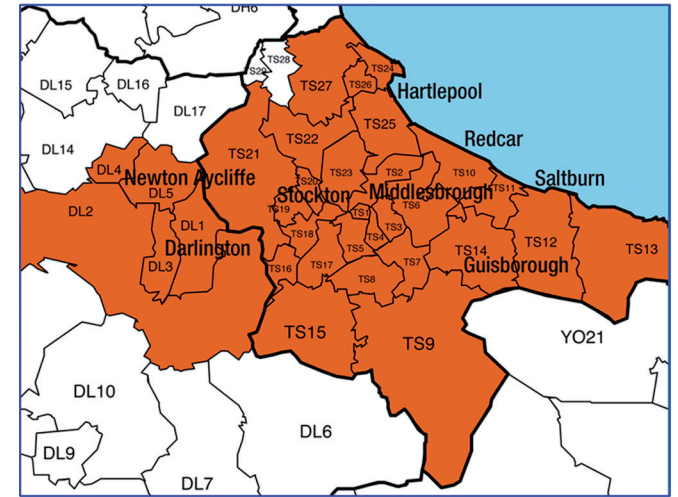 DH6
TS28
TS29
DL15
DL16
TS24
TS27
TS26
Hartlepool
DL17
TS25
Redcar
TS22
DL14
TS21
DL4
TS23
TS2
TS10
Saltburn
Newton Aycliffe
TS20
TS11
DL5
Stockton
Middlesbrough
TS6
DL2
TS19
TS1
DL1
TS3
TS18
TS4
Darlington
TS5
TS14
TS12
TS13
DL3
TS16
TS17
TS7
Guisborough
TS8
TS15
TS9
YO21
DL10
DL6
DL9
DL7